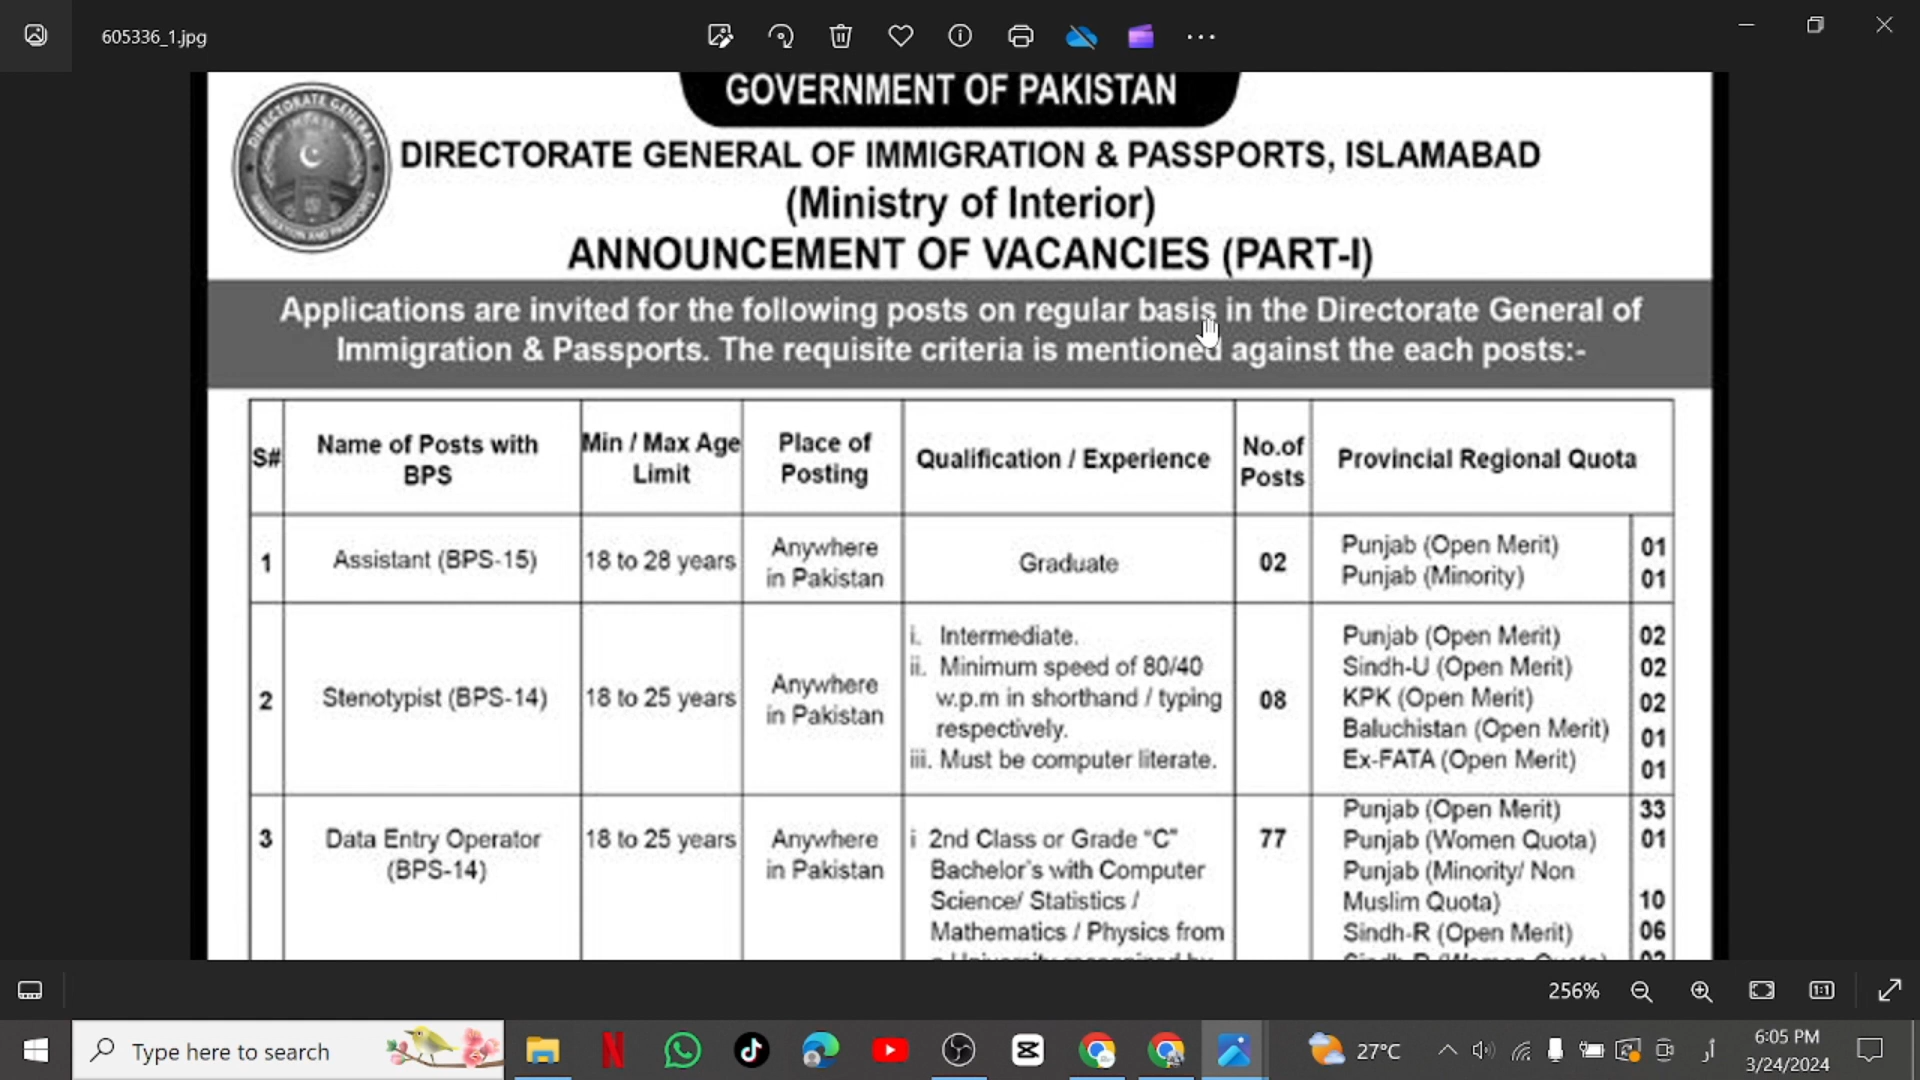 605336_1.jpg
GOVERNMENT OF PAKISTAN
DIRECTORATE GENERAL
IMMIGRATION AND PASSPORTS
DIRECTORATE GENERAL OF IMMIGRATION & PASSPORTS, ISLAMABAD
(Ministry of Interior)
ANNOUNCEMENT OF VACANCIES (PART-I)
Applications are invited for the following posts on regular basis in the Directorate General of
Immigration & Passports. The requisite criteria is mentioned against the each posts:-
S#
Name of Posts with
BPS
Min / Max Age
Limit
Place of
Posting
Qualification / Experience
No.of
Posts
Provincial Regional Quota
1
Assistant (BPS-15)
18 to 28 years
Anywhere
in Pakistan
Graduate
02
Punjab (Open Merit) 01
Punjab (Minority) 01
2
Stenotypist (BPS-14)
18 to 25 years
Anywhere
in Pakistan
i. Intermediate.
ii. Minimum speed of 80/40
w.p.m in shorthand / typing
respectively.
iii. Must be computer literate.
08
Punjab (Open Merit) 02
Sindh-U (Open Merit) 02
KPK (Open Merit) 02
Baluchistan (Open Merit) 01
Ex-FATA (Open Merit) 01
3
Data Entry Operator
(BPS-14)
18 to 25 years
Anywhere
in Pakistan
i 2nd Class or Grade "C"
Bachelor's with Computer
Science/ Statistics /
Mathematics / Physics from
77
Punjab (Open Merit) 33
Punjab (Women Quota) 01
Punjab (Minority/ Non
Muslim Quota) 10
Sindh-R (Open Merit) 06
256%
1:1
Type here to search
27°C
6:05 PM
3/24/2024